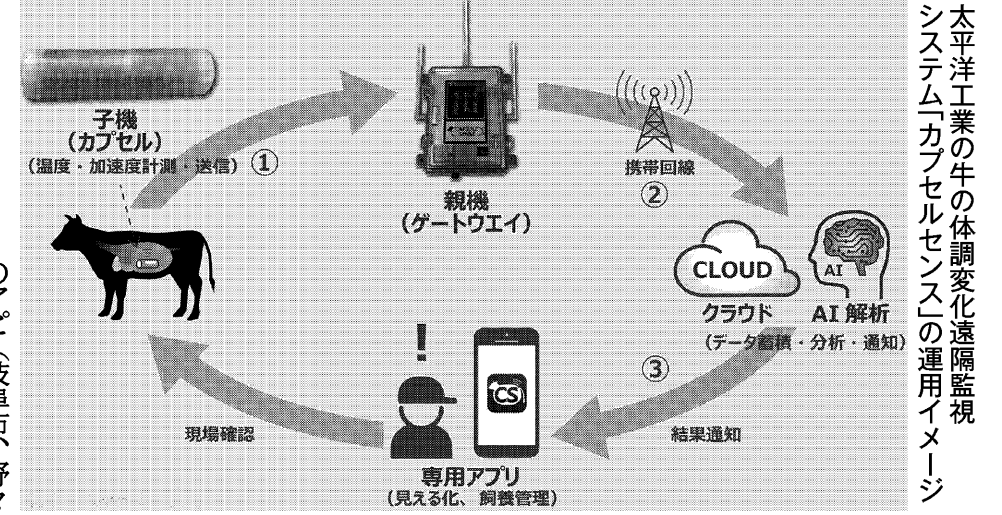 太平洋工業の牛の体調変化遠隔監視
システム「カプセルセンス」の運用イメージ
子機
(カプセル)
(温度・加速度計測・送信)
①
親機
(ゲートウエイ)
携帯回線
②
CLOUD
クラウド
AI
AI 解析
(データ蓄積・分析・通知)
③
結果通知
!
CS
専用アプリ
(見える化、飼養管理)
現場確認